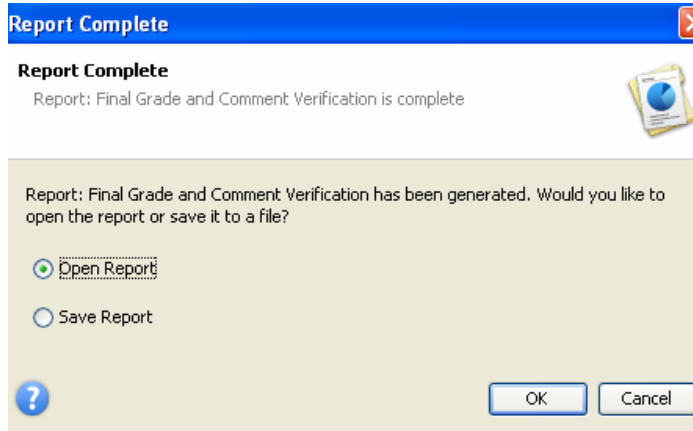 Report Complete
Report Complete
Report: Final Grade and Comment Verification is complete
Report: Final Grade and Comment Verification has been generated. Would you like to
open the report or save it to a file?
Open Report
Save Report
?
OK
Cancel